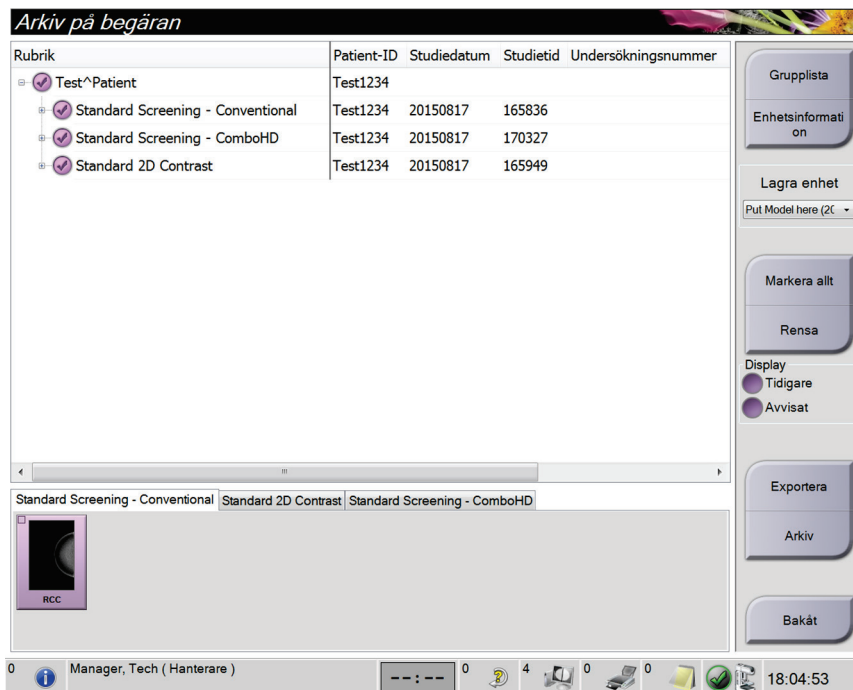 Arkiv på begäran
Rubrik Patient-ID Studiedatum Studietid Undersökningsnummer
Test^Patient Test1234
Standard Screening - Conventional Test1234 20150817 165836
Standard Screening - ComboHD Test1234 20150817 170327
Standard 2D Contrast Test1234 20150817 165949
Grupplista
Enhetsinformati
on
Lagra enhet
Put Model here (20
Markera allt
Rensa
Display
Tidigare
Avvisat
Standard Screening - Conventional Standard 2D Contrast Standard Screening - ComboHD
RCC
Exportera
Arkiv
Bakåt
0 Manager, Tech ( Hanterare ) --:-- 0 4 0 0 18:04:53